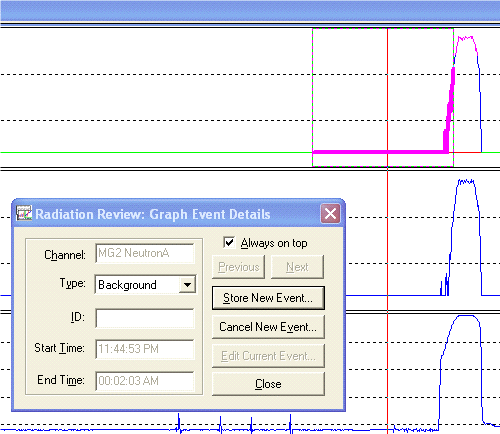 Radiation Review: Graph Event Details
Channel: MG2 NeutronA
Type: Background
ID:
Start Time: 11:44:53 PM
End Time: 00:02:03 AM
Always on top
Previous Next
Store New Event...
Cancel New Event...
Edit Current Event...
Close